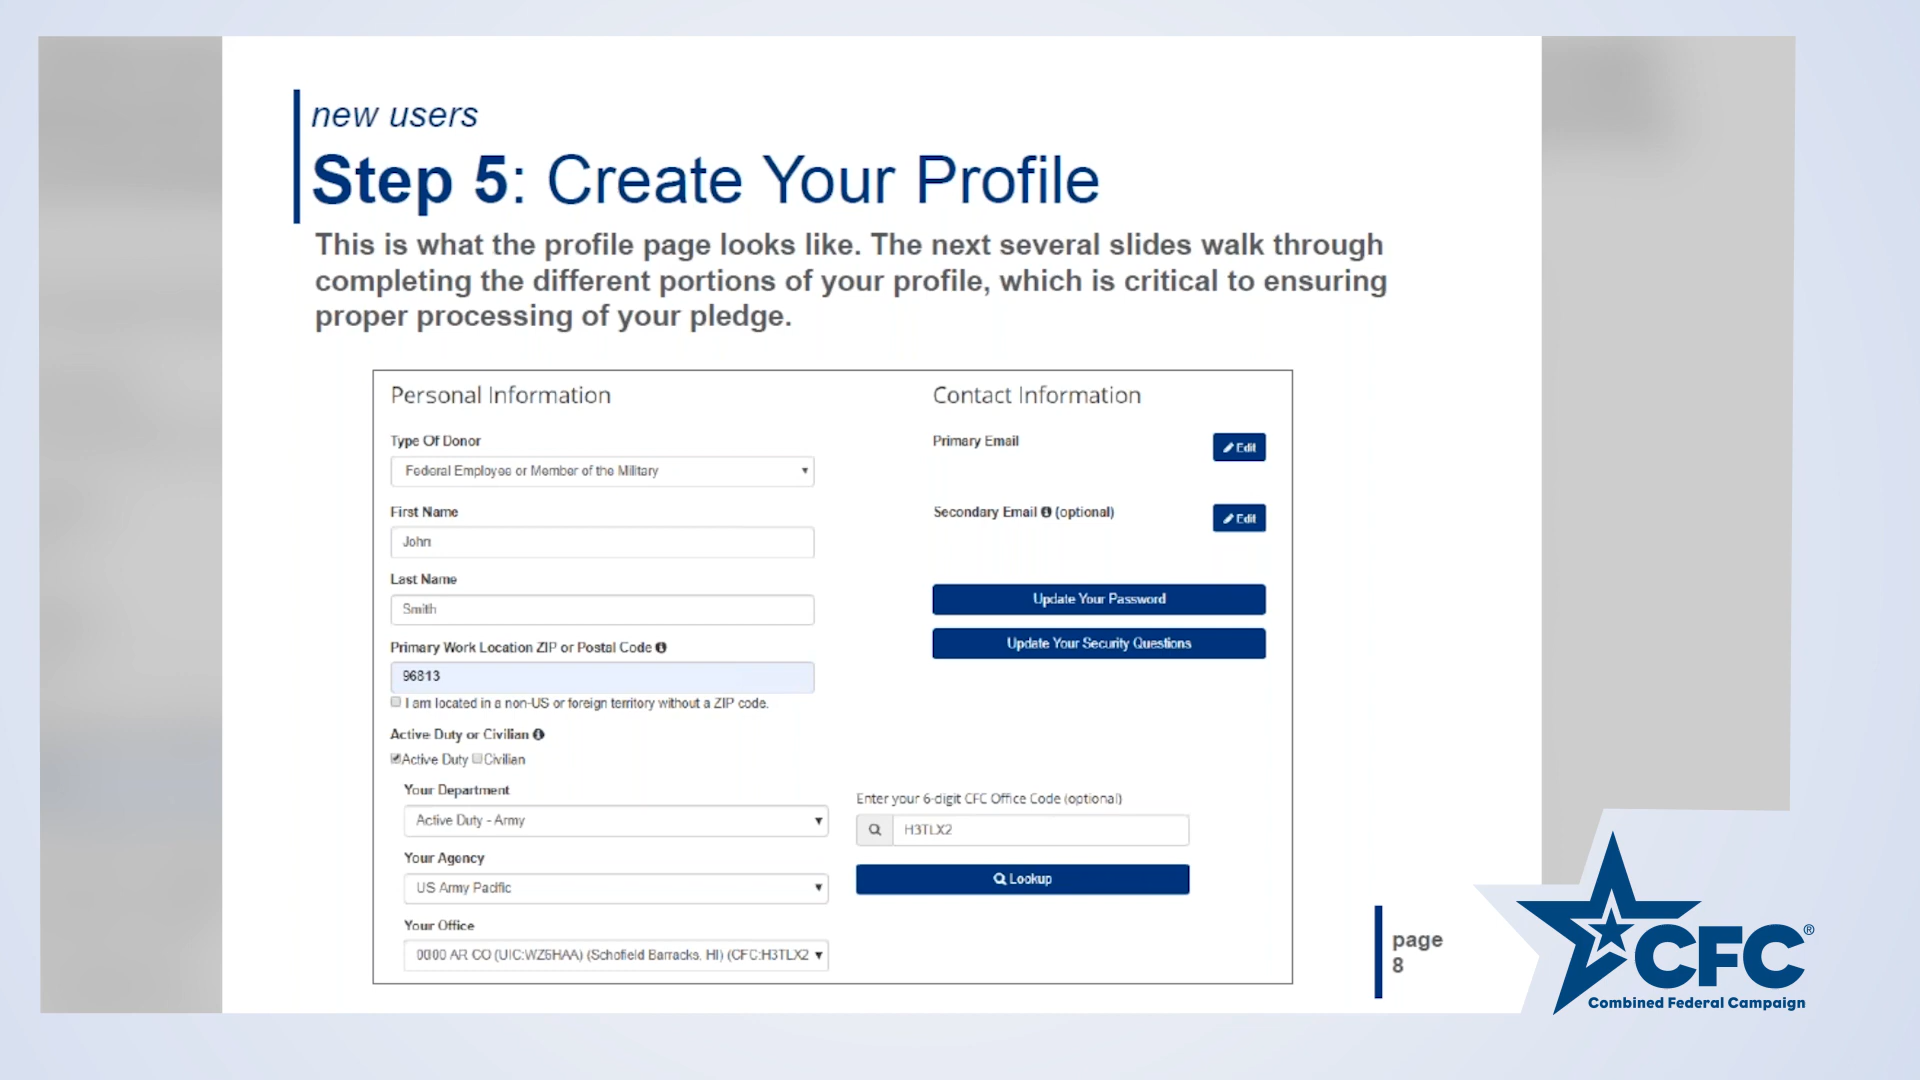 new users
Step 5: Create Your Profile
This is what the profile page looks like. The next several slides walk through
completing the different portions of your profile, which is critical to ensuring
proper processing of your pledge.
Personal Information
Type Of Donor
Federal Employee or Member of the Military
First Name
John
Last Name
Smith
Primary Work Location ZIP or Postal Code
96813
I am located in a non-US or foreign territory without a ZIP code.
Active Duty or Civilian
Active Duty Civilian
Your Department
Active Duty - Army
Your Agency
US Army Pacific
Your Office
0000 AR CO (UIC:WZ6HAA) (Schofield Barracks, HI) (CFC:H3TLX2
Contact Information
Primary Email
Edit
Secondary Email (optional)
Edit
Update Your Password
Update Your Security Questions
Enter your 6-digit CFC Office Code (optional)
H3TLX2
Lookup
page
8
CFC®
Combined Federal Campaign